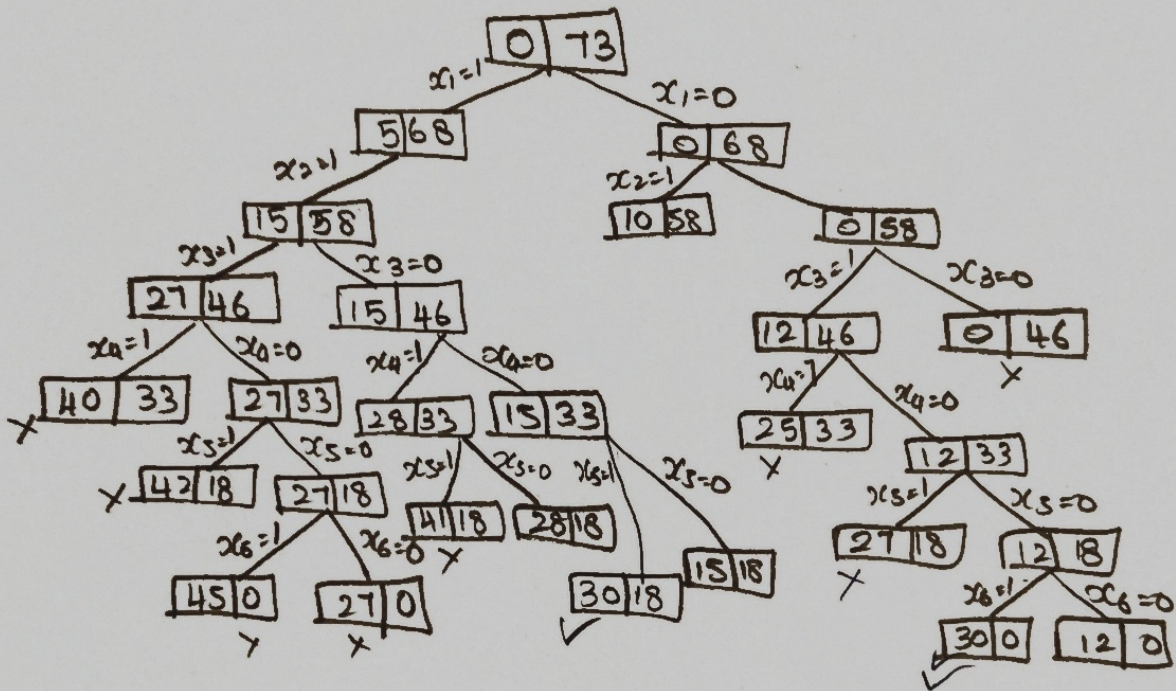 0 73
x1=1 x1=0
5 68 0 68
x2=1 x2=1
15 58 10 58 0 58
x3=1 x3=0 x3=1 x3=0
27 46 15 46 12 46 0 46
x4=1 x4=0 x4=1 x4=0 x4=1 x4=0 x
40 33 27 33 28 33 15 33 25 33 12 33
x x5=1 x5=0 x5=1 x5=0 x5=1 x5=0 x x5=1 x5=0
x 42 18 27 18 41 18 28 18 27 18 12 18
x6=1 x6=0 x 30 18 15 18 x x6=1 x6=0
45 0 27 0 ✓ 30 0 12 0
x x ✓